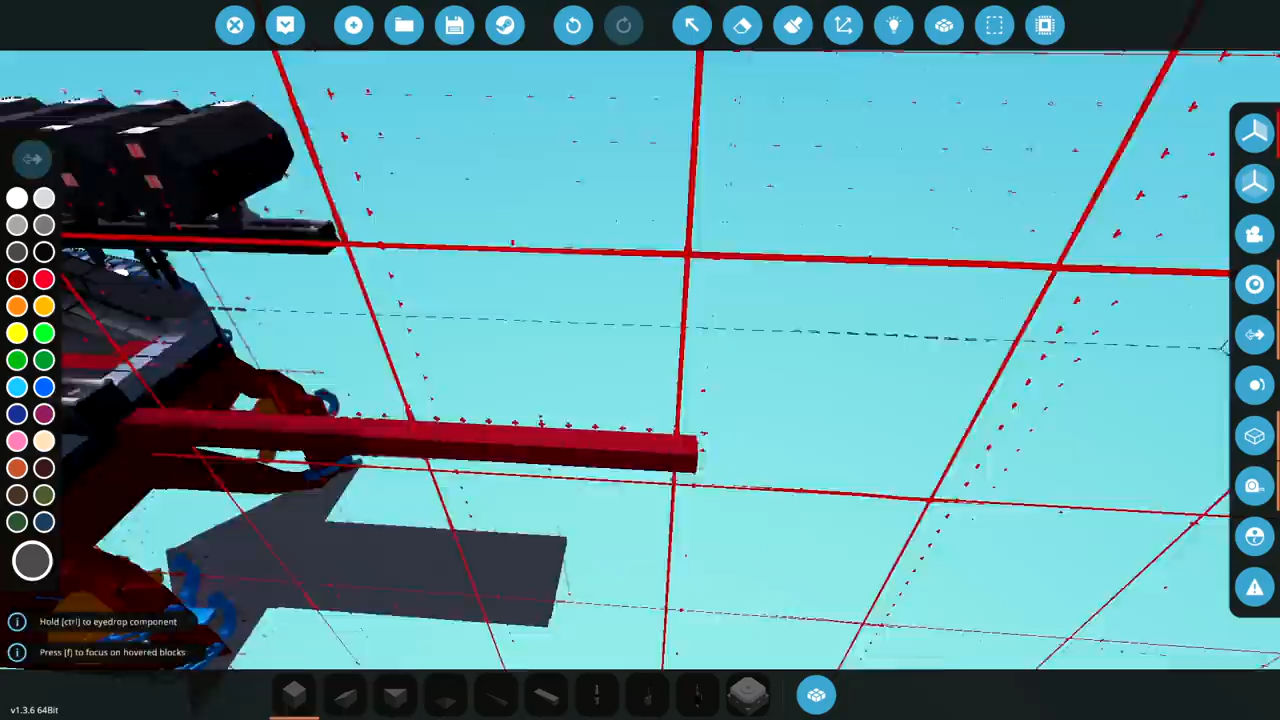 Hold [ctrl] to eyedrop component
Press [f] to focus on hovered blocks
v1.3.6 64Bit